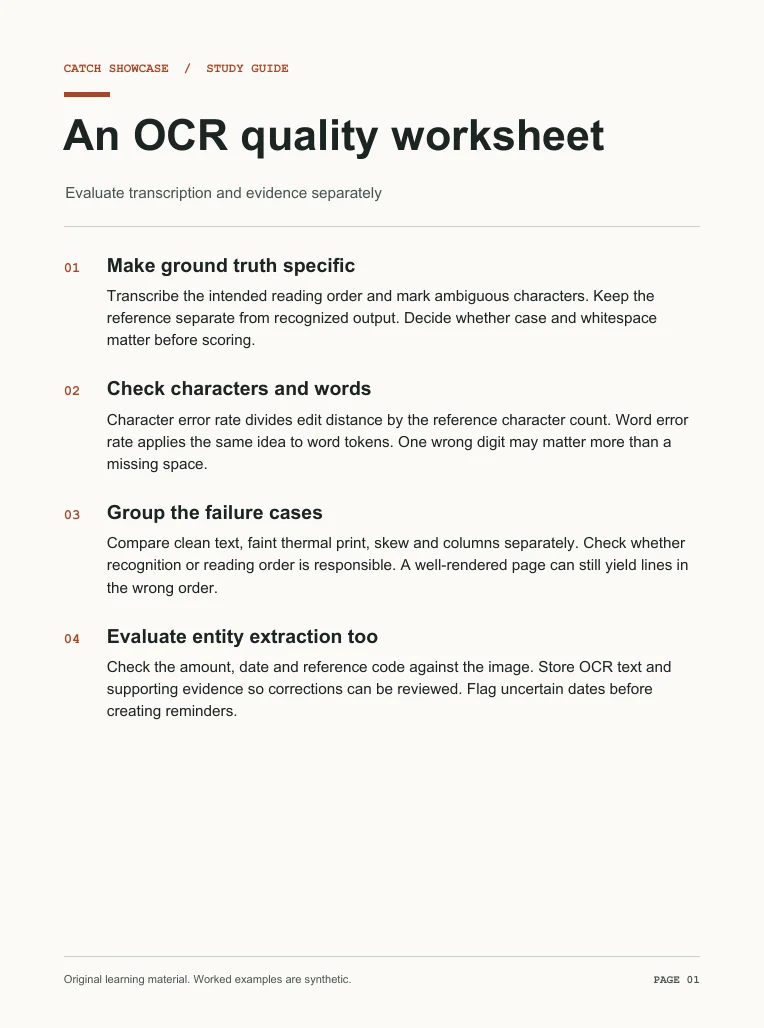 CATCH SHOWCASE / STUDY GUIDE
An OCR quality worksheet
Evaluate transcription and evidence separately
01 Make ground truth specific
Transcribe the intended reading order and mark ambiguous characters. Keep the
reference separate from recognized output. Decide whether case and whitespace
matter before scoring.
02 Check characters and words
Character error rate divides edit distance by the reference character count. Word error
rate applies the same idea to word tokens. One wrong digit may matter more than a
missing space.
03 Group the failure cases
Compare clean text, faint thermal print, skew and columns separately. Check whether
recognition or reading order is responsible. A well-rendered page can still yield lines in
the wrong order.
04 Evaluate entity extraction too
Check the amount, date and reference code against the image. Store OCR text and
supporting evidence so corrections can be reviewed. Flag uncertain dates before
creating reminders.
Original learning material. Worked examples are synthetic. PAGE 01